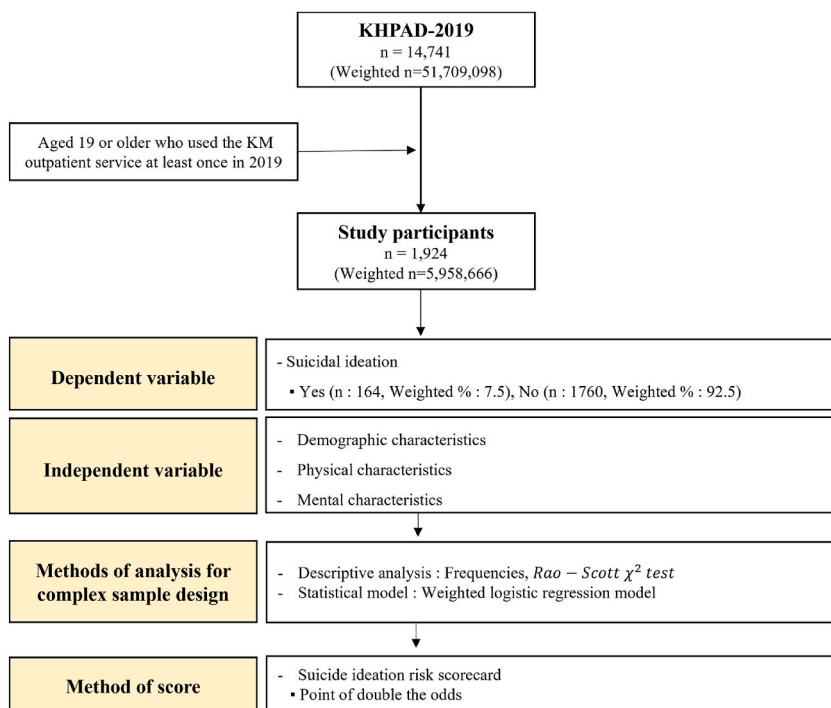 KHPAD-2019
n = 14,741
(Weighted n=51,709,098)
Aged 19 or older who used the KM
outpatient service at least once in 2019
Study participants
n = 1,924
(Weighted n=5,958,666)
Dependent variable
- Suicidal ideation
▪ Yes (n : 164, Weighted % : 7.5), No (n : 1760, Weighted % : 92.5)
Independent variable
- Demographic characteristics
- Physical characteristics
- Mental characteristics
Methods of analysis for
complex sample design
- Descriptive analysis : Frequencies, Rao − Scott χ² test
- Statistical model : Weighted logistic regression model
Method of score
- Suicide ideation risk scorecard
▪ Point of double the odds